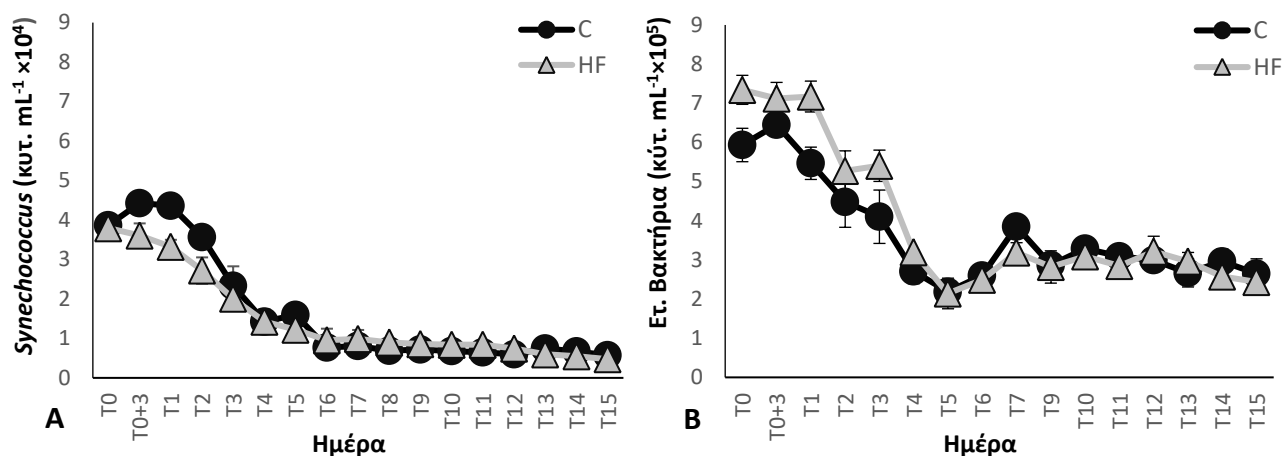 9
8
7
6
5
4
3
2
1
0
Synechococcus (κυτ. mL⁻¹ ×10⁴)
C
HF
T0
T0+3
T1
T2
T3
T4
T5
T6
T7
T8
T9
T10
T11
T12
T13
T14
T15
A
Ημέρα
9
8
7
6
5
4
3
2
1
0
Ετ. Βακτήρια (κύτ. mL⁻¹×10⁵)
C
HF
T0
T0+3
T1
T2
T3
T4
T5
T6
T7
T9
T10
T11
T12
T13
T14
T15
B
Ημέρα